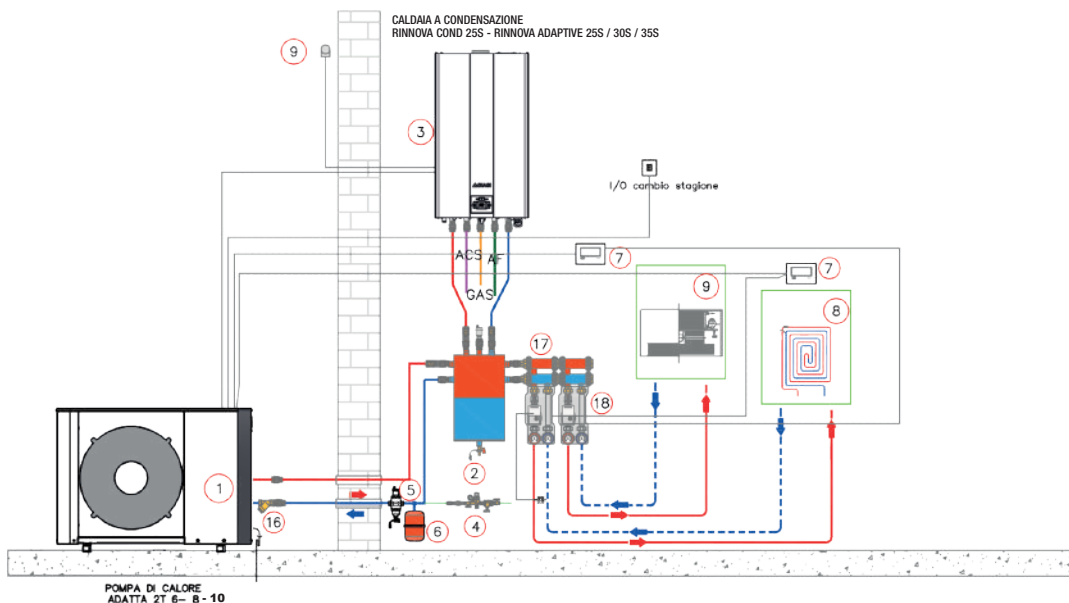 CALDAIA A CONDENSAZIONE
RINNOVA COND 25S - RINNOVA ADAPTIVE 25S / 30S / 35S
9
3
I/O cambio stagione
ACS
AF
GAS
7
7
9
8
17
18
2
1
5
16
6
4
POMPA DI CALORE
ADATTA 2T 6- 8 - 10